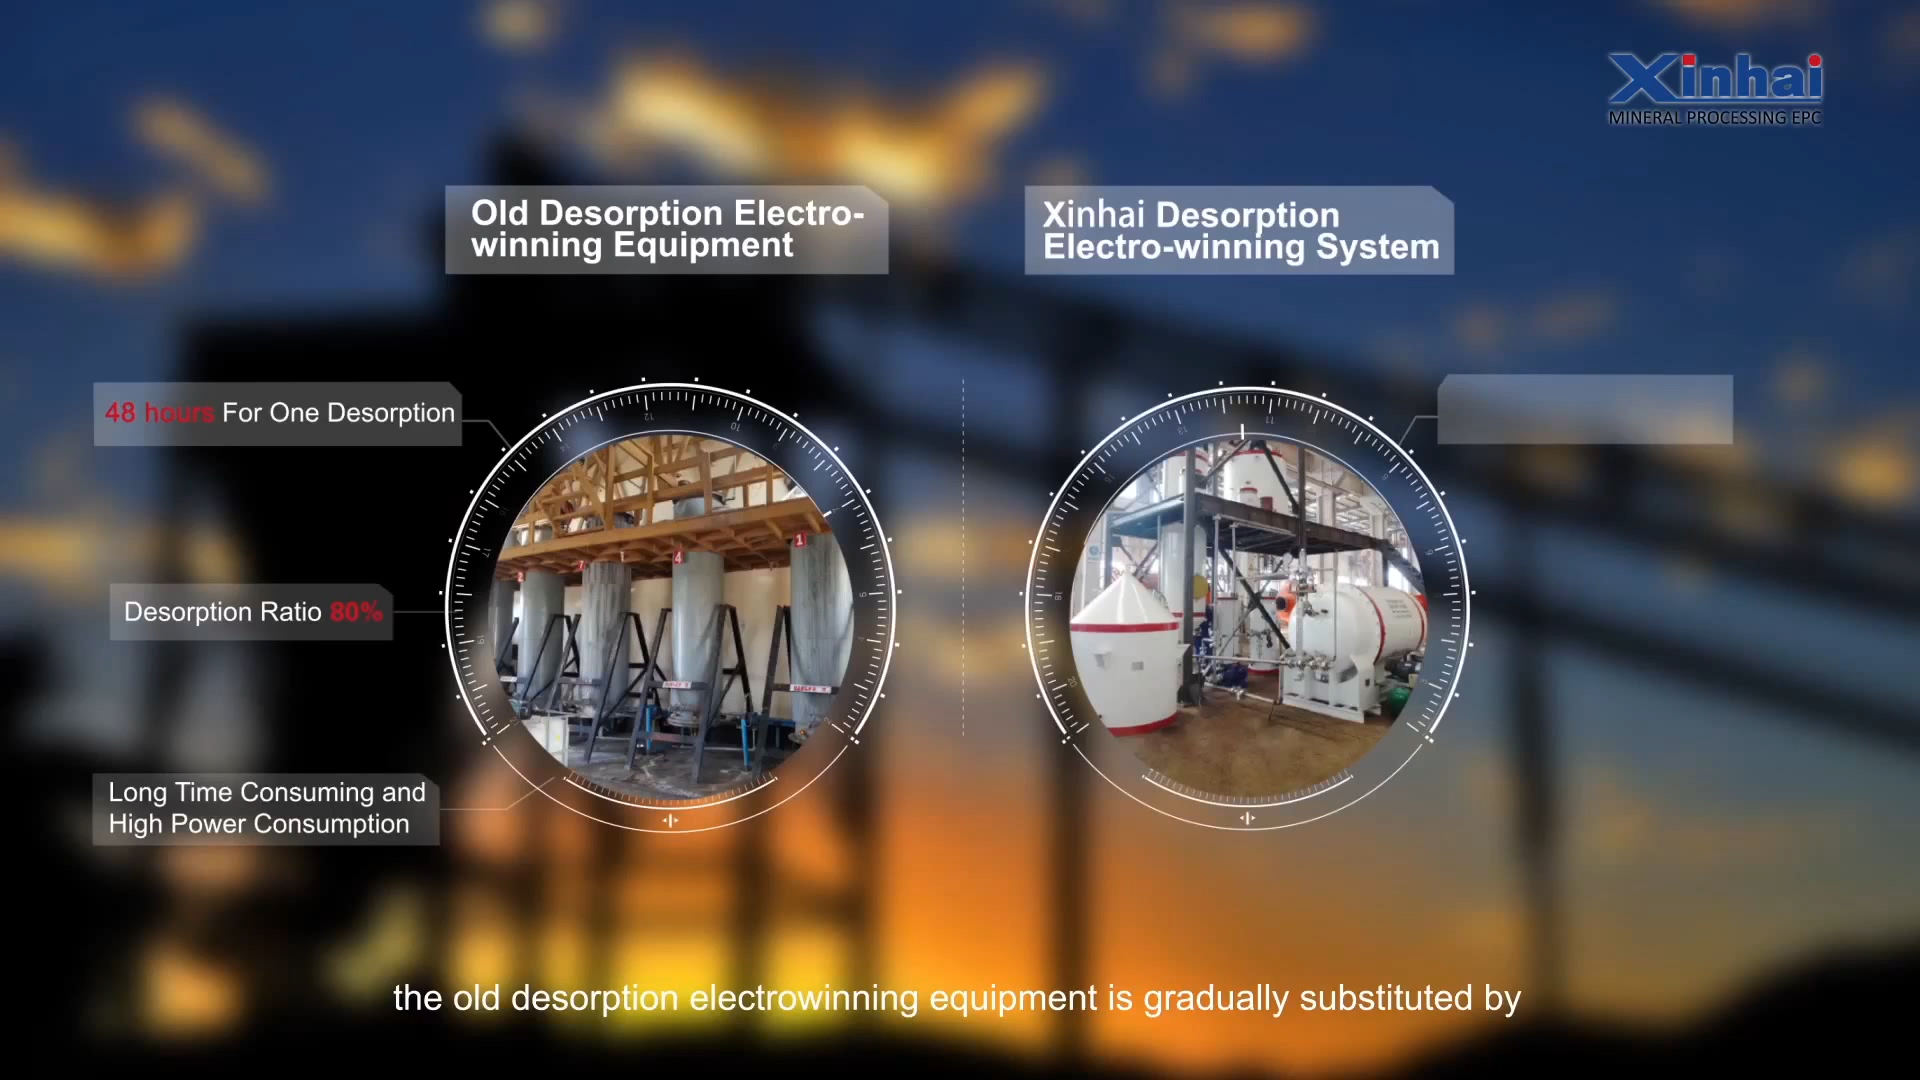 Xinhai
MINERAL PROCESSING EPC
Old Desorption Electro-
winning Equipment
Xinhai Desorption
Electro-winning System
48 hours For One Desorption
Desorption Ratio 80%
Long Time Consuming and
High Power Consumption
the old desorption electrowinning equipment is gradually substituted by